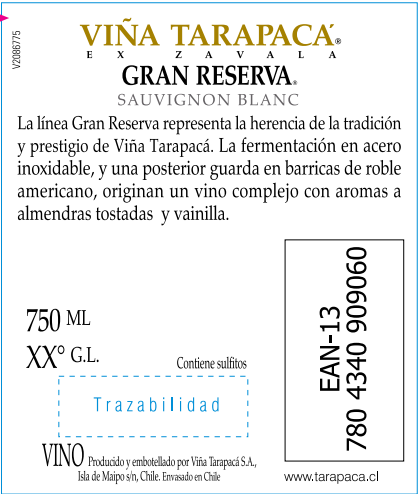 V2086775
VIÑA TARAPACÁ®
EX ZAVALA
GRAN RESERVA®
SAUVIGNON BLANC
La línea Gran Reserva representa la herencia de la tradición
y prestigio de Viña Tarapacá. La fermentación en acero
inoxidable, y una posterior guarda en barricas de roble
americano, originan un vino complejo con aromas a
almendras tostadas y vainilla.
750 ML
XX° G.L.
Contiene sulfitos
Trazabilidad
VINO Producido y embotellado por Viña Tarapacá S.A.,
Isla de Maipo s/n, Chile. Envasado en Chile
EAN-13
780 4340 909060
www.tarapaca.cl